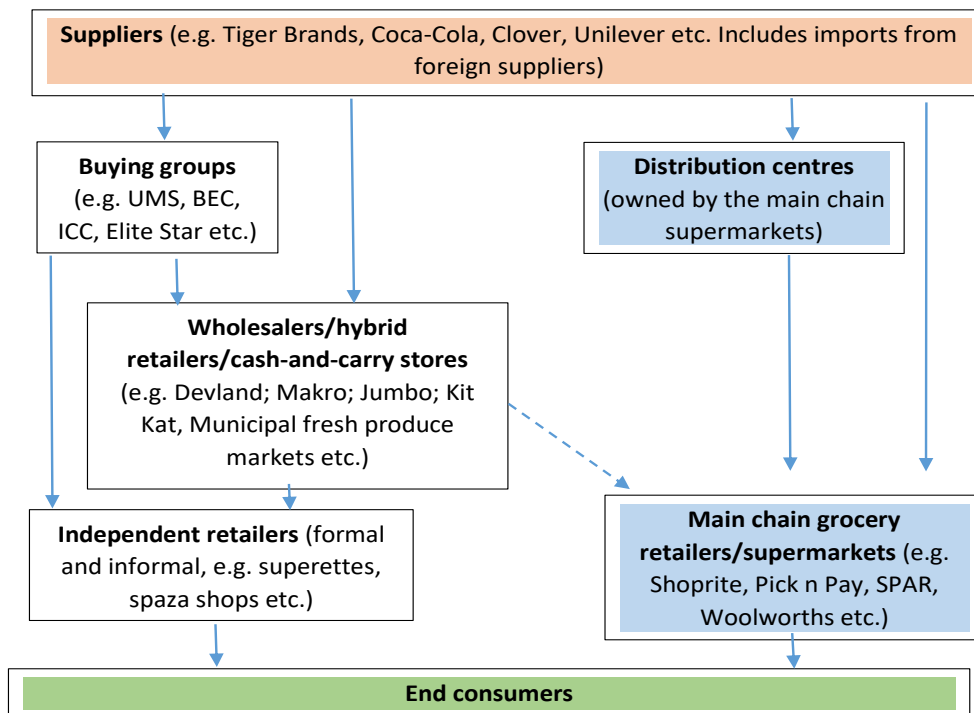 Suppliers (e.g. Tiger Brands, Coca-Cola, Clover, Unilever etc. Includes imports from
foreign suppliers)
Buying groups
(e.g. UMS, BEC,
ICC, Elite Star etc.)
Distribution centres
(owned by the main chain
supermarkets)
Wholesalers/hybrid
retailers/cash-and-carry stores
(e.g. Devland; Makro; Jumbo; Kit
Kat, Municipal fresh produce
markets etc.)
Independent retailers (formal
and informal, e.g. superettes,
spaza shops etc.)
Main chain grocery
retailers/supermarkets (e.g.
Shoprite, Pick n Pay, SPAR,
Woolworths etc.)
End consumers